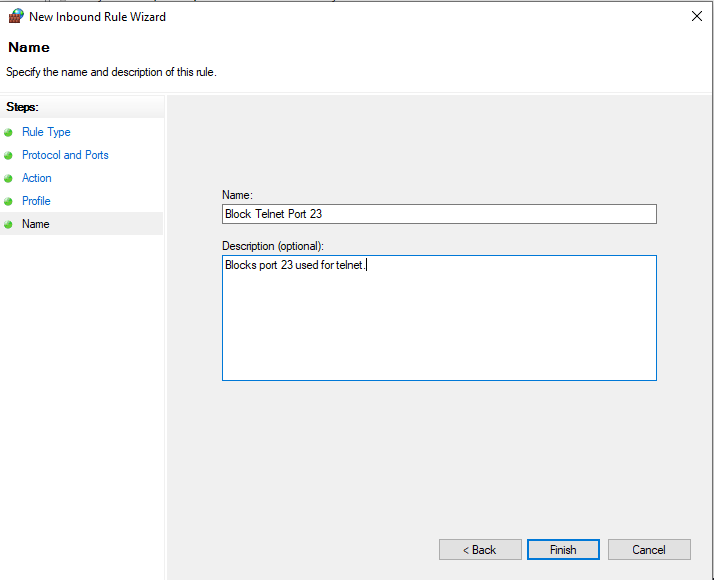 New Inbound Rule Wizard
Name
Specify the name and description of this rule.
Steps:
Rule Type
Protocol and Ports
Action
Profile
Name
Name:
Block Telnet Port 23
Description (optional):
Blocks port 23 used for telnet.
< Back
Finish
Cancel